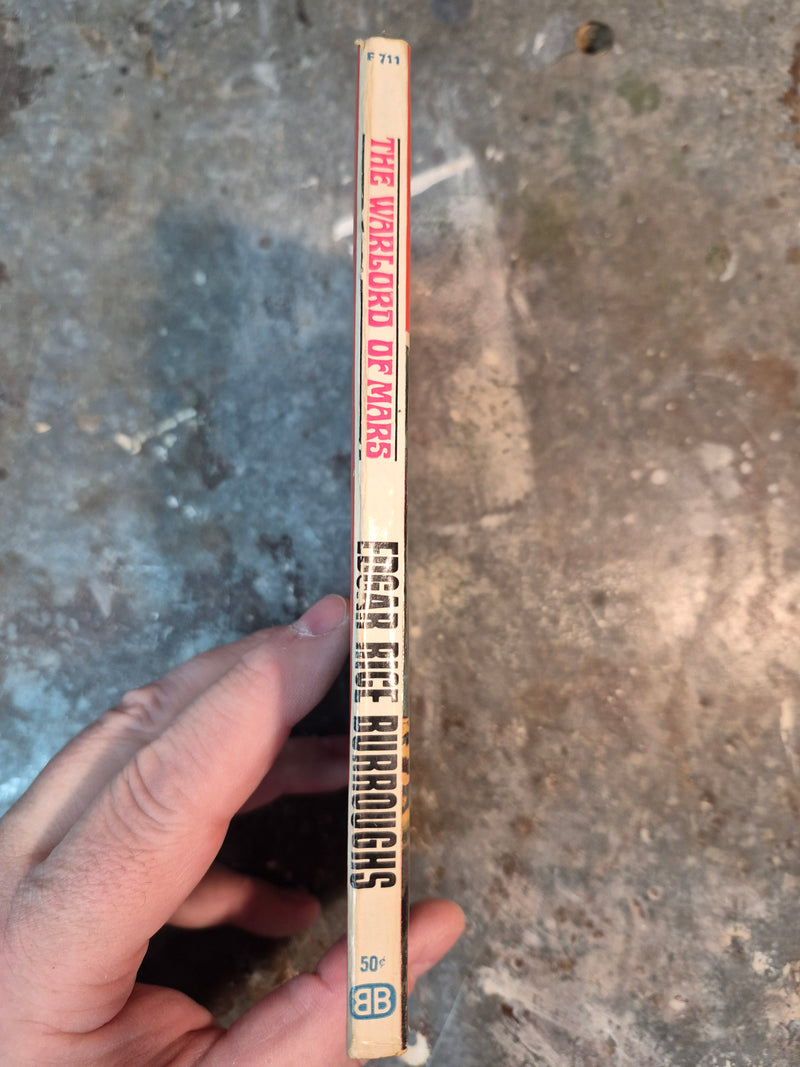 F 711
THE WARLORD OF MARS
EDGAR RICE BURROUGHS
50¢
BB